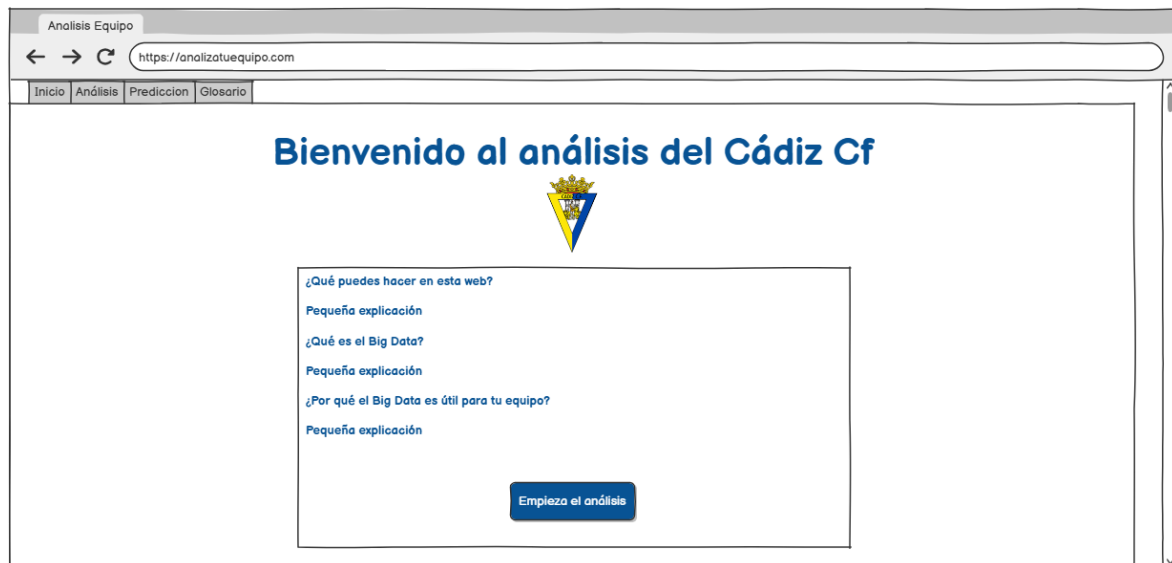 Analisis Equipo
https://analizatuequipo.com
Inicio Análisis Prediccion Glosario
Bienvenido al análisis del Cádiz Cf
¿Qué puedes hacer en esta web?
Pequeña explicación
¿Qué es el Big Data?
Pequeña explicación
¿Por qué el Big Data es útil para tu equipo?
Pequeña explicación
Empieza el análisis